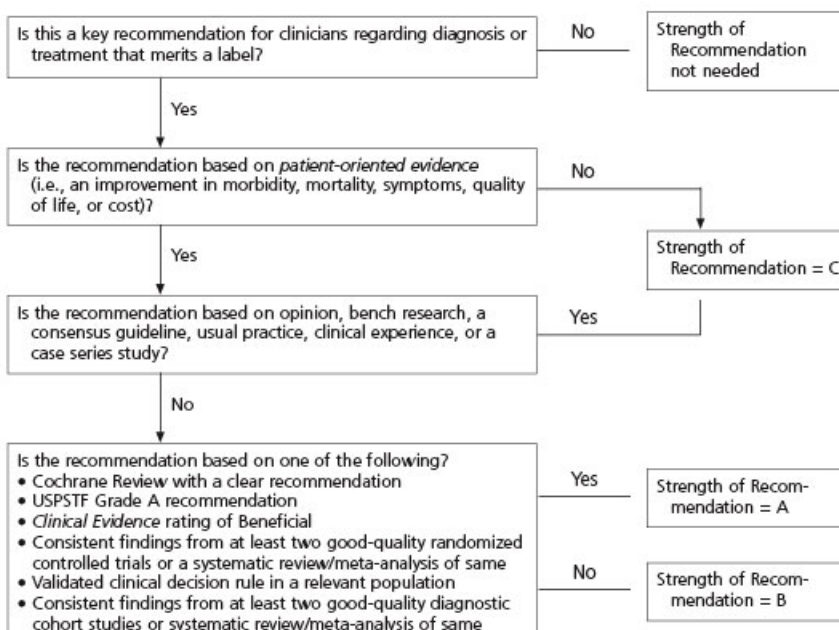 Is this a key recommendation for clinicians regarding diagnosis or
treatment that merits a label?
No
Strength of
Recommendation
not needed
Yes
Is the recommendation based on patient-oriented evidence
(i.e., an improvement in morbidity, mortality, symptoms, quality
of life, or cost)?
No
Strength of
Recommendation = C
Yes
Is the recommendation based on opinion, bench research, a
consensus guideline, usual practice, clinical experience, or a
case series study?
Yes
No
Is the recommendation based on one of the following?
• Cochrane Review with a clear recommendation
• USPSTF Grade A recommendation
• Clinical Evidence rating of Beneficial
• Consistent findings from at least two good-quality randomized
controlled trials or a systematic review/meta-analysis of same
• Validated clinical decision rule in a relevant population
• Consistent findings from at least two good-quality diagnostic
cohort studies or systematic review/meta-analysis of same
Yes
Strength of Recom-
mendation = A
No
Strength of Recom-
mendation = B